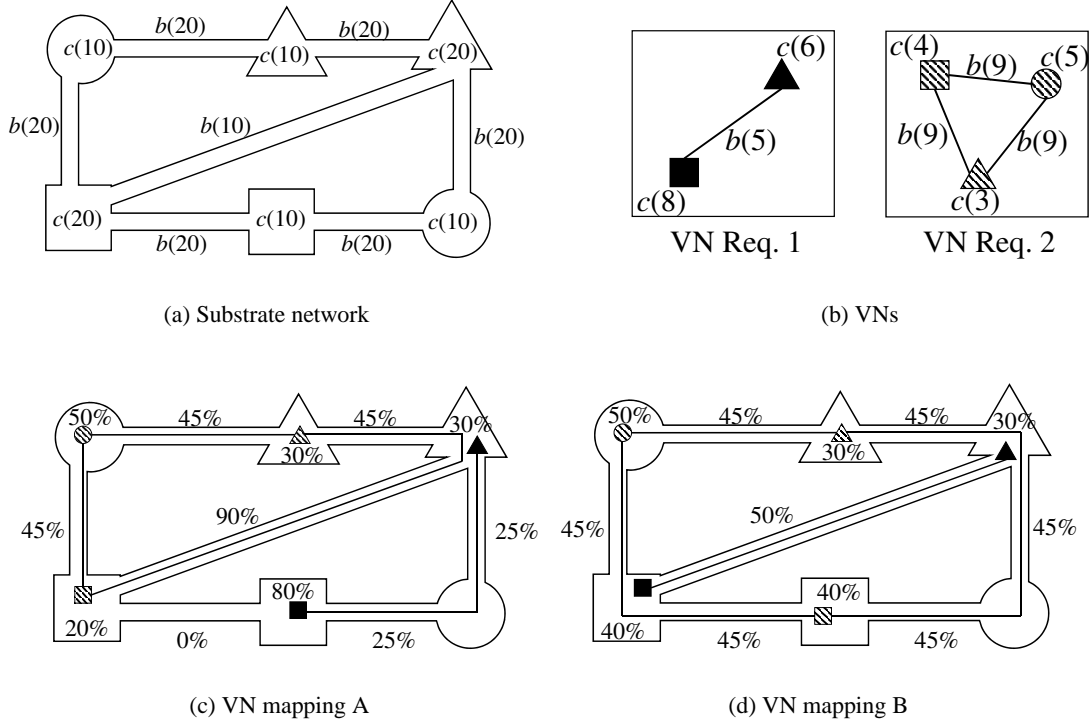 b(20) b(20)
c(10) c(10) c(20)
b(20) b(10) b(20)
c(20) c(10) c(10)
b(20) b(20)
(a) Substrate network
c(6)
b(5)
c(8)
VN Req. 1
c(4) c(5)
b(9)
b(9) b(9)
c(3)
VN Req. 2
(b) VNs
50% 45% 45% 30%
30%
45% 90% 25%
80%
20% 0% 25%
(c) VN mapping A
50% 45% 45% 30%
30%
45% 50% 45%
40%
40% 45% 45%
(d) VN mapping B